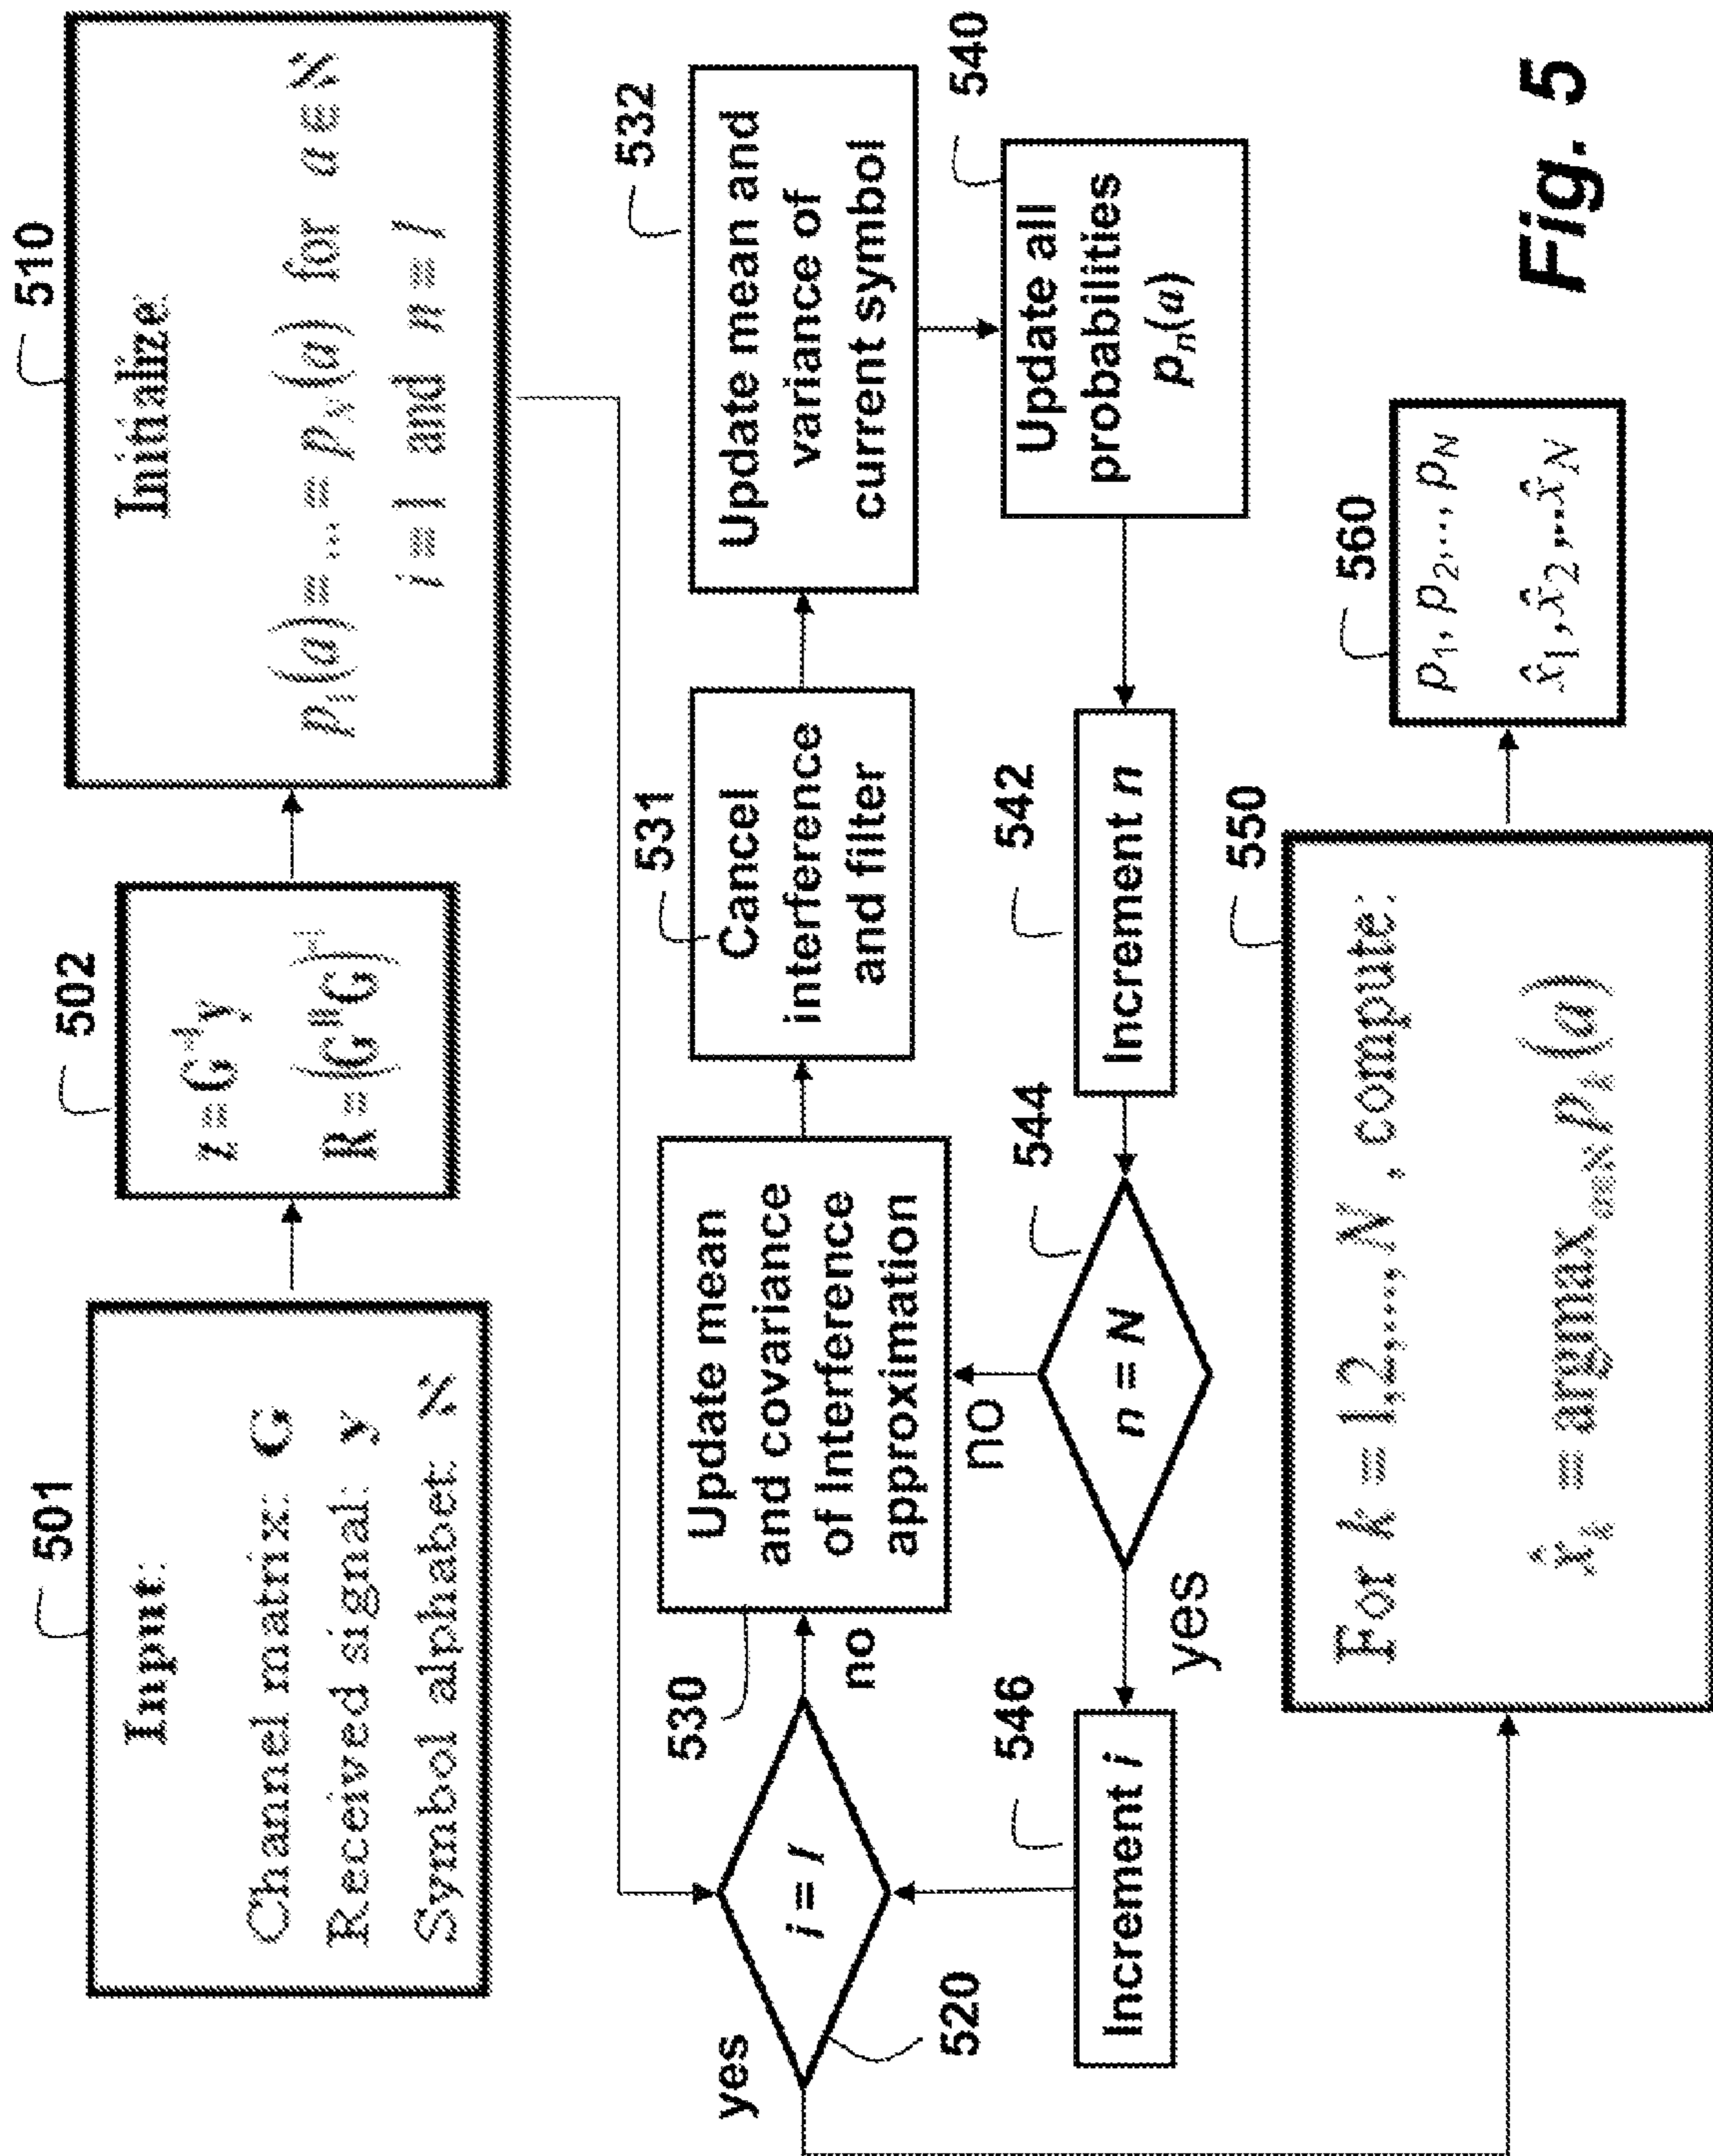 501
Input:
Channel matrix: G
Received signal: y
Symbol alphabet: ℵ
502
z = G⁻¹y
R = (GᴴG)⁻¹
510
Initialize
p₁(a) = ... = p_N(a) for a ∈ ℵ
i = 1 and n = 1
yes
i = I
520
no
530
Update mean
and covariance
of Interference
approximation
531
Cancel
interference
and filter
532
Update mean and
variance of
current symbol
540
Update all
probabilities
pₙ(a)
542
Increment n
544
n = N
no
yes
546
Increment i
550
For k = 1,2,...,N , compute:
x̂ₖ = argmax_{a∈ℵ} pₖ(a)
560
p₁, p₂,..., p_N
x̂₁, x̂₂,...x̂_N
Fig. 5